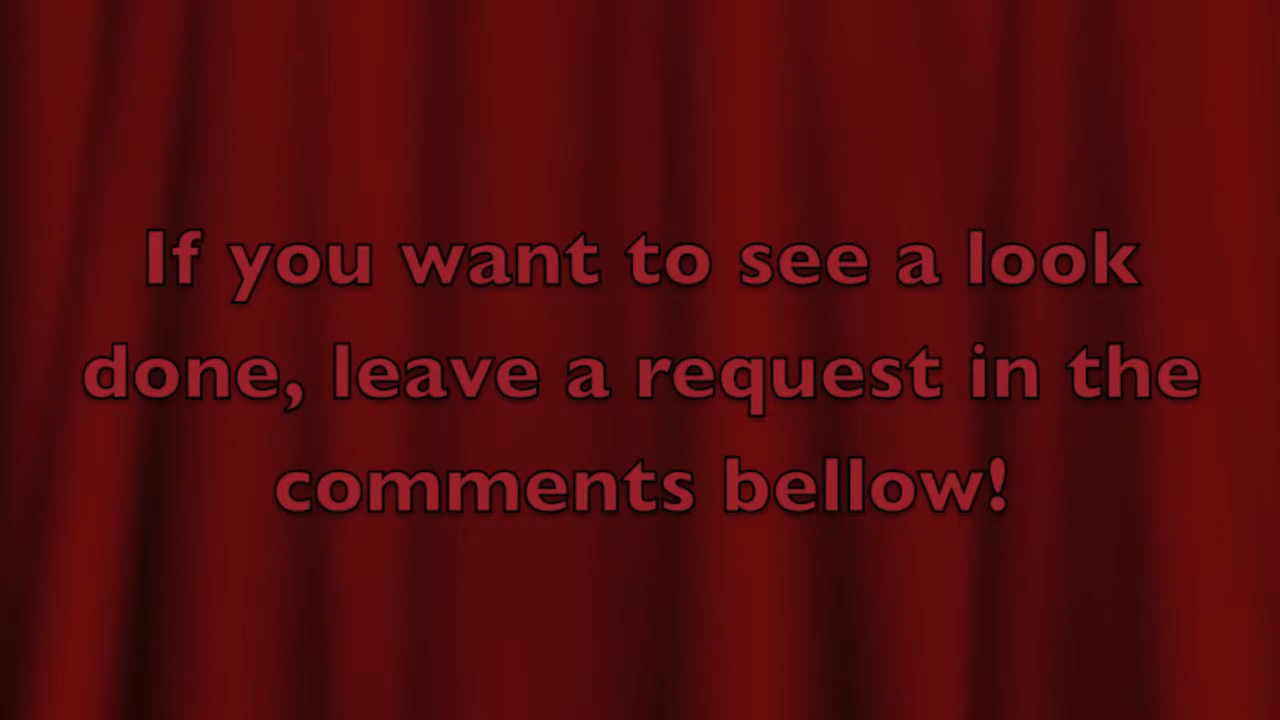 If you want to see a look
done, leave a request in the
comments bellow!